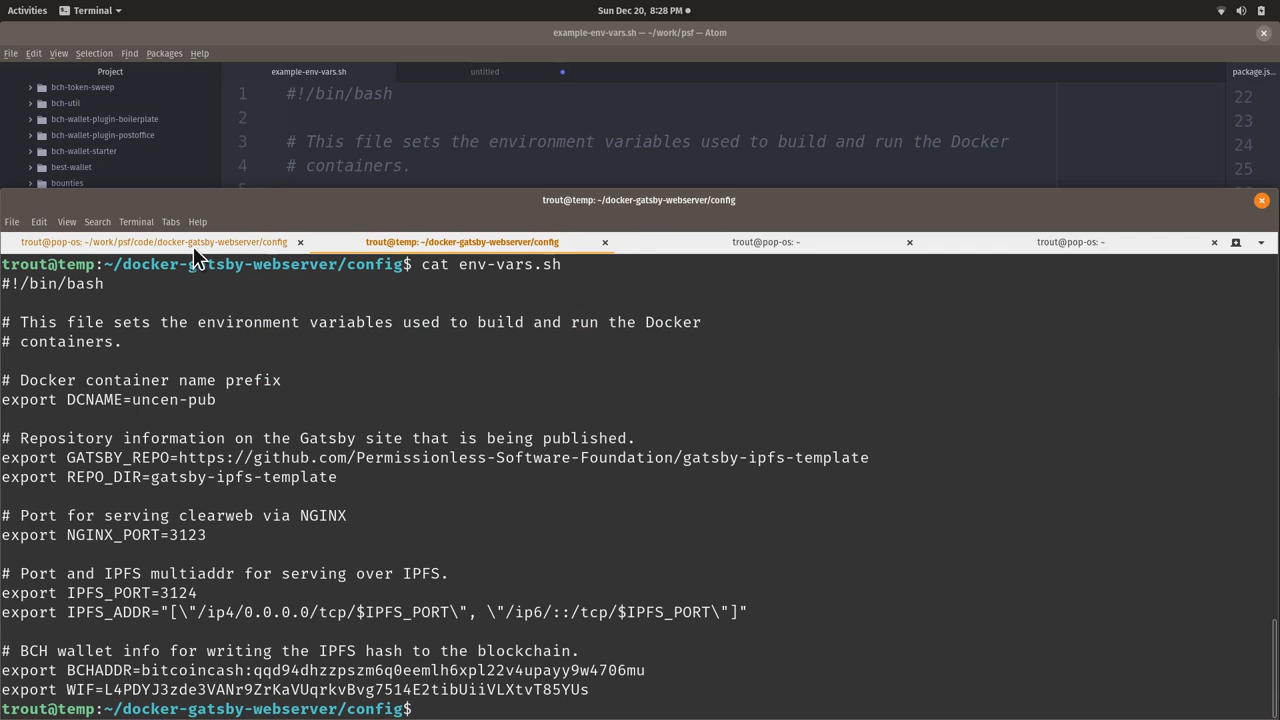 Activities
Terminal
Sun Dec 20, 8:28 PM
example-env-vars.sh — ~/work/psf — Atom
File Edit View Selection Find Packages Help
Project
example-env-vars.sh
untitled
package.js...
bch-token-sweep
bch-util
bch-wallet-plugin-boilerplate
bch-wallet-plugin-postoffice
bch-wallet-starter
best-wallet
bounties
1 #!/bin/bash
2
3 # This file sets the environment variables used to build and run the Docker
4 # containers.
22
23
24
25
trout@temp: ~/docker-gatsby-webserver/config
File Edit View Search Terminal Tabs Help
trout@pop-os: ~/work/psf/code/docker-gatsby-webserver/config
trout@temp: ~/docker-gatsby-webserver/config
trout@pop-os: ~
trout@pop-os: ~
trout@temp:~/docker-gatsby-webserver/config$ cat env-vars.sh
#!/bin/bash
# This file sets the environment variables used to build and run the Docker
# containers.
# Docker container name prefix
export DCNAME=uncen-pub
# Repository information on the Gatsby site that is being published.
export GATSBY_REPO=https://github.com/Permissionless-Software-Foundation/gatsby-ipfs-template
export REPO_DIR=gatsby-ipfs-template
# Port for serving clearweb via NGINX
export NGINX_PORT=3123
# Port and IPFS multiaddr for serving over IPFS.
export IPFS_PORT=3124
export IPFS_ADDR="[\"/ip4/0.0.0.0/tcp/$IPFS_PORT\", \"/ip6/::/tcp/$IPFS_PORT\"]"
# BCH wallet info for writing the IPFS hash to the blockchain.
export BCHADDR=bitcoincash:qqd94dhzzpszm6q0eemlh6xpl22v4upayy9w4706mu
export WIF=L4PDYJ3zde3VANr9ZrKaVUqrkvBvg7514E2tibUiiVLXtvT85YUs
trout@temp:~/docker-gatsby-webserver/config$